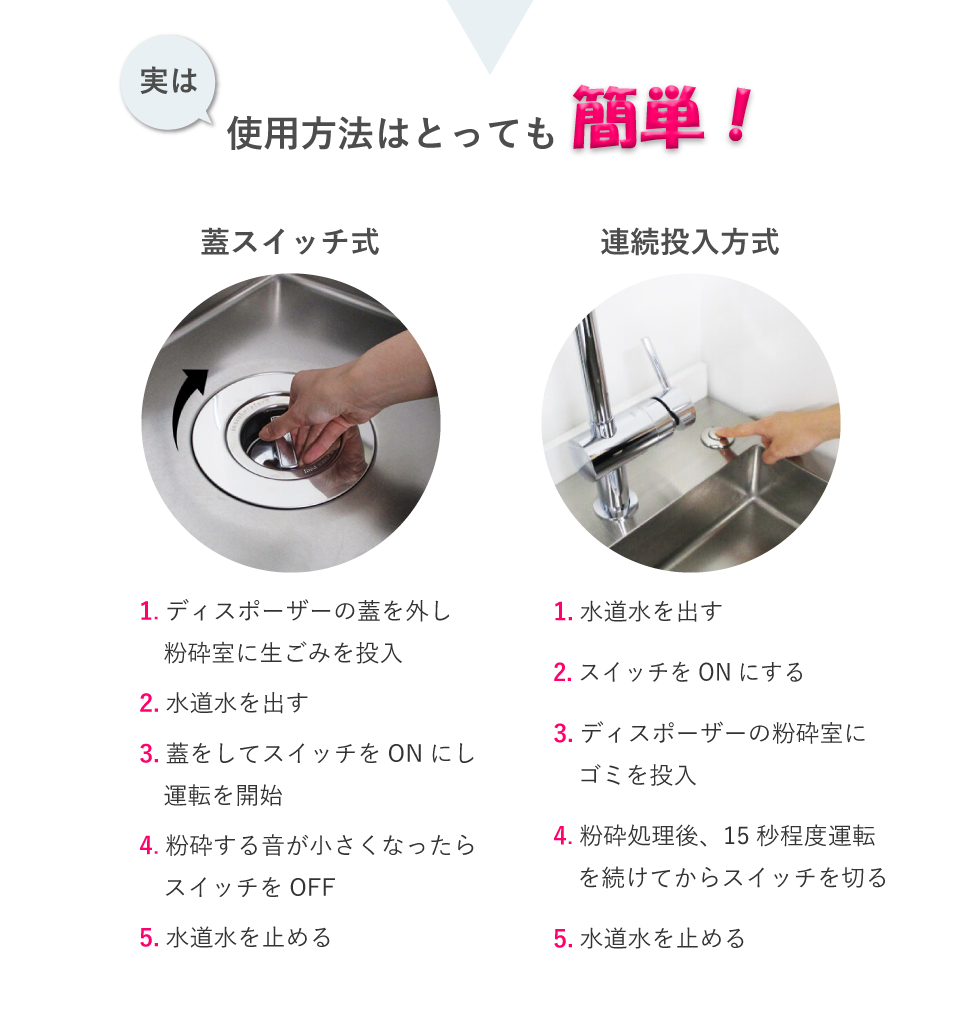 実は
使用方法はとっても 簡単！
蓋スイッチ式
1. ディスポーザーの蓋を外し
粉砕室に生ごみを投入
2. 水道水を出す
3. 蓋をしてスイッチを ON にし
運転を開始
4. 粉砕する音が小さくなったら
スイッチを OFF
5. 水道水を止める
連続投入方式
1. 水道水を出す
2. スイッチを ON にする
3. ディスポーザーの粉砕室に
ゴミを投入
4. 粉砕処理後、15 秒程度運転
を続けてからスイッチを切る
5. 水道水を止める